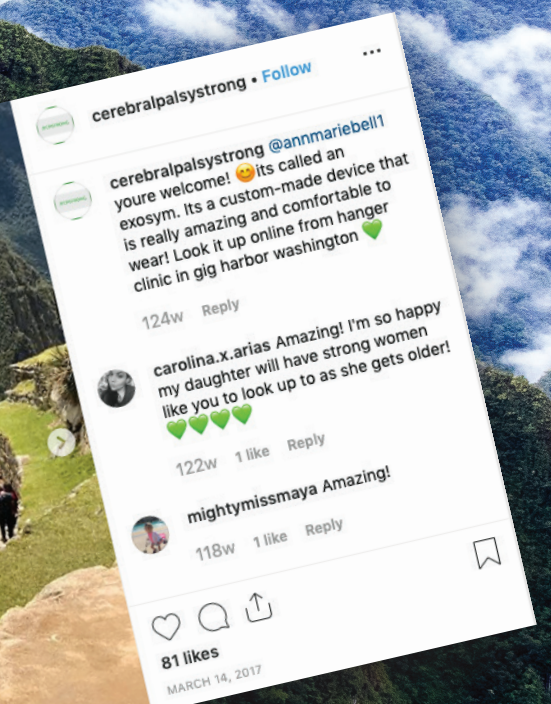 cerebralpalsystrong • Follow
cerebralpalsystrong @annmariebell1
youre welcome! 😊its called an
exosym. Its a custom-made device that
is really amazing and comfortable to
wear! Look it up online from hanger
clinic in gig harbor washington 💚
124w Reply
carolina.x.arias Amazing! I'm so happy
my daughter will have strong women
like you to look up to as she gets older!
💚💚💚💚
122w 1 like Reply
mightymissmaya Amazing!
118w 1 like Reply
81 likes
MARCH 14, 2017